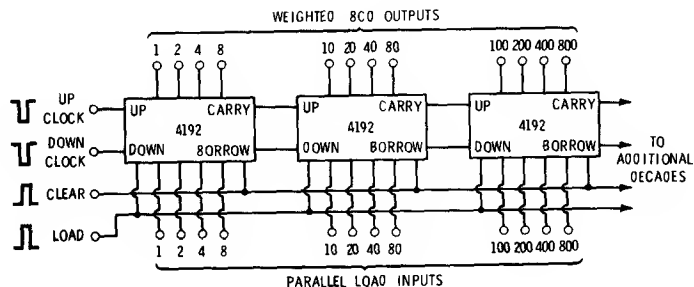 WEIGHTED 8C0 OUTPUTS
1 2 4 8 10 20 40 80 100 200 400 800
UP CLOCK
UP CARRY
4192
DOWN BORROW
UP CARRY
4192
DOWN BORROW
UP CARRY
4192
DOWN BORROW
DOWN CLOCK
CLEAR
LOAD
TO
ADDITIONAL
DECADES
1 2 4 8 10 20 40 80 100 200 400 800
PARALLEL LOAD INPUTS